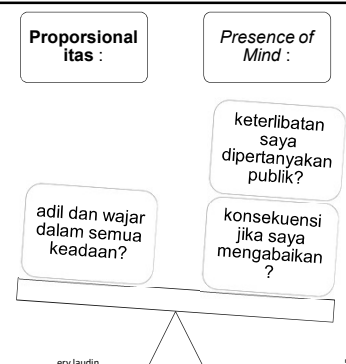 Proporsional
itas :
Presence of
Mind :
keterlibatan
saya
dipertanyakan
publik?
adil dan wajar
dalam semua
keadaan?
konsekuensi
jika saya
mengabaikan
?